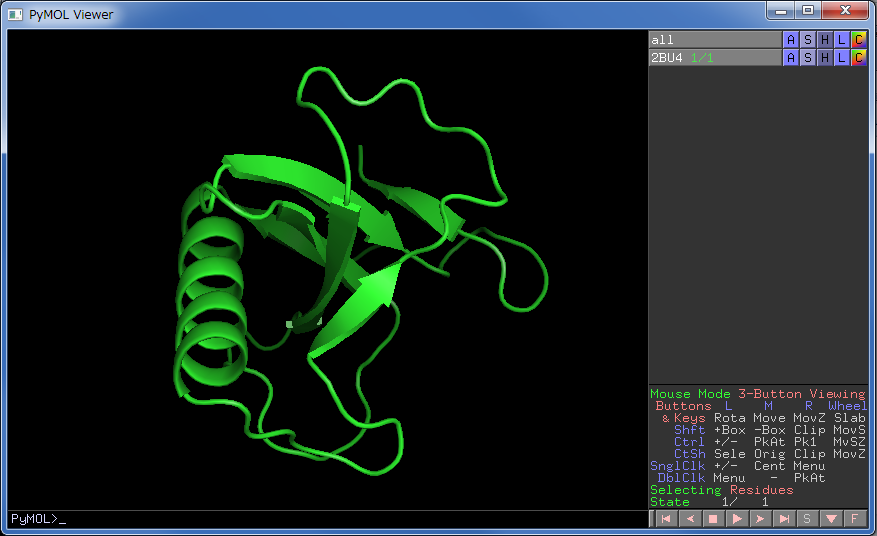 PyMOL Viewer
all A S H L C
2BU4 1/1 A S H L C
Mouse Mode 3-Button Viewing
Buttons L M R Wheel
& Keys Rota Move MovZ Slab
Shft +Box -Box Clip MovS
Ctrl +/- PkAt Pk1 MvSZ
CtSh Sele Orig Clip MovZ
SnglClk +/- Cent Menu
DblClk Menu - PkAt
Selecting Residues
State 1/ 1
PyMOL>_ S F